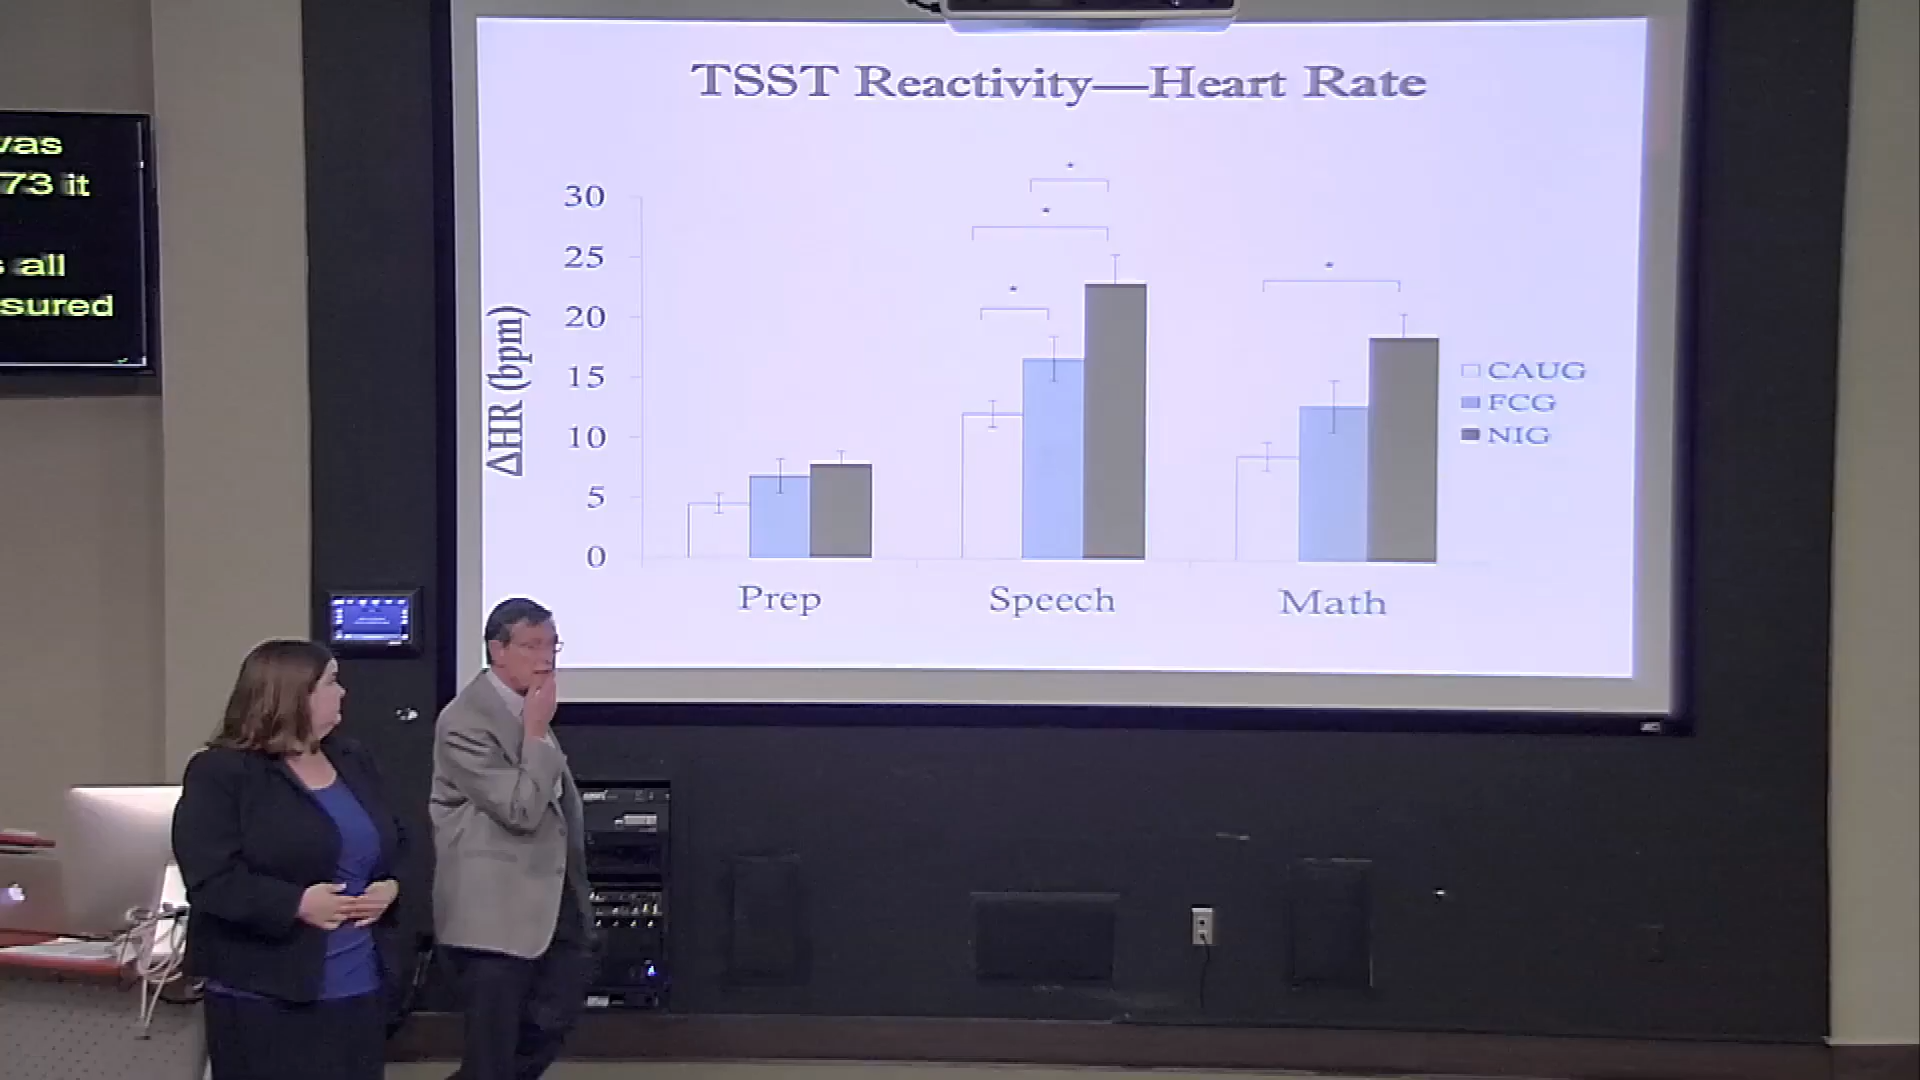 was
73 it
all
sured
TSST Reactivity—Heart Rate
ΔHR (bpm)
30
25
20
15
10
5
0
*
*
*
*
Prep
Speech
Math
CAUG
FCG
NIG